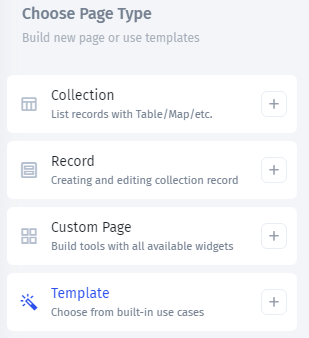 Choose Page Type
Build new page or use templates
Collection
List records with Table/Map/etc.
Record
Creating and editing collection record
Custom Page
Build tools with all available widgets
Template
Choose from built-in use cases